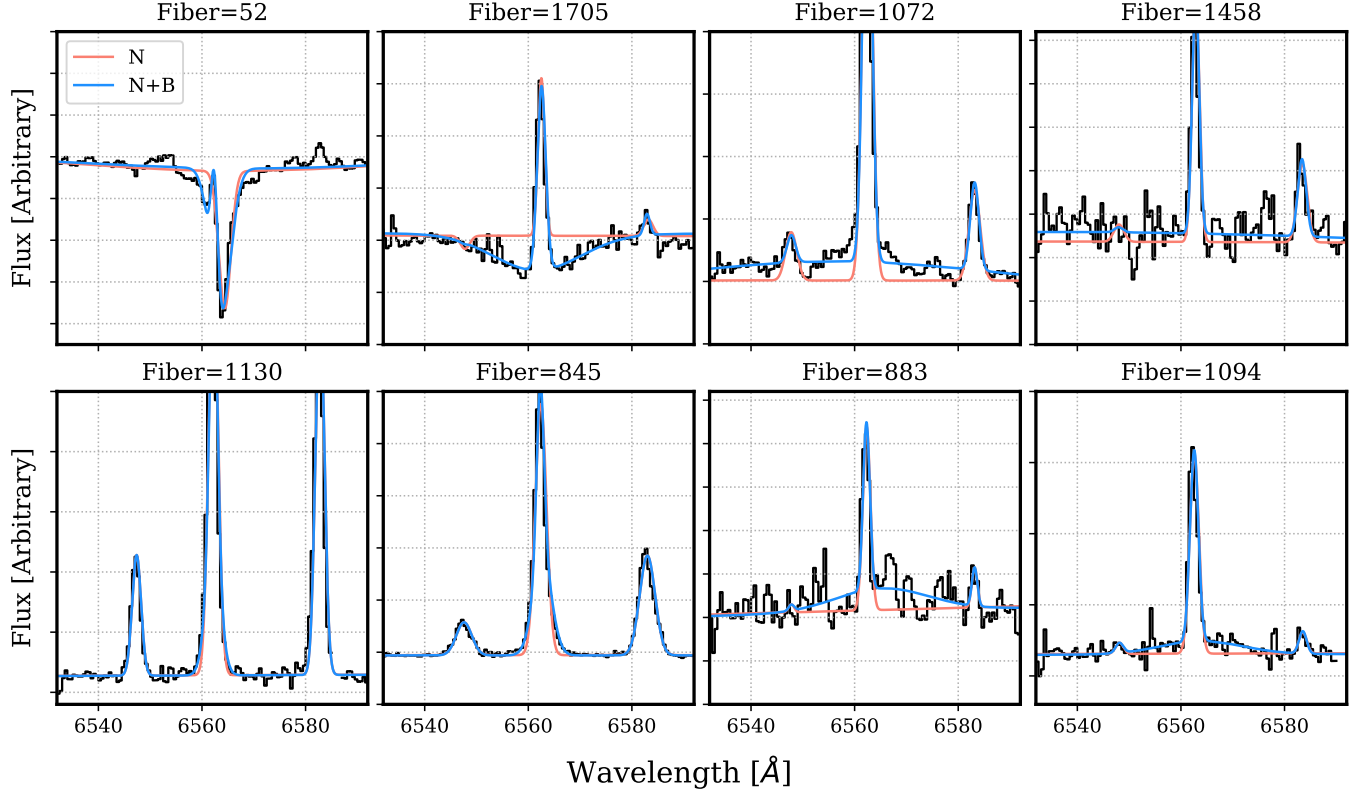 Fiber=52 Fiber=1705 Fiber=1072 Fiber=1458
N
N+B
Flux [Arbitrary]
Fiber=1130 Fiber=845 Fiber=883 Fiber=1094
Flux [Arbitrary]
6540 6560 6580 6540 6560 6580 6540 6560 6580 6540 6560 6580
Wavelength [Å]